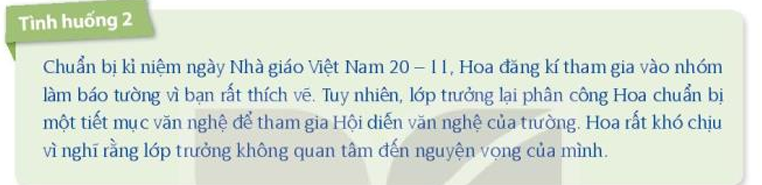 Tình huống 2
Chuẩn bị kỉ niệm ngày Nhà giáo Việt Nam 20 – 11, Hoa đăng kí tham gia vào nhóm
làm báo tường vì bạn rất thích vẽ. Tuy nhiên, lớp trưởng lại phân công Hoa chuẩn bị
một tiết mục văn nghệ để tham gia Hội diễn văn nghệ của trường. Hoa rất khó chịu
vì nghĩ rằng lớp trưởng không quan tâm đến nguyện vọng của mình.